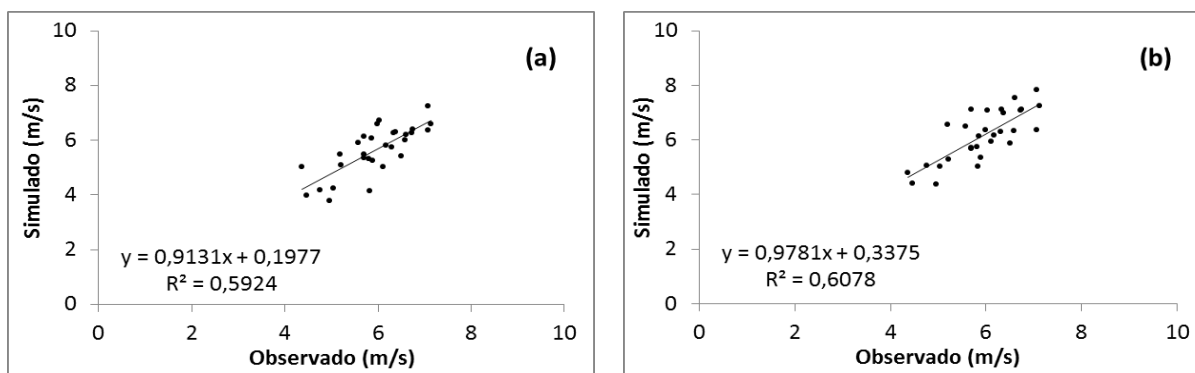 (a)
10
8
6
4
2
0
Simulado (m/s)
y = 0,9131x + 0,1977
R² = 0,5924
0 2 4 6 8 10
Observado (m/s)
(b)
10
8
6
4
2
0
Simulado (m/s)
y = 0,9781x + 0,3375
R² = 0,6078
0 2 4 6 8 10
Observado (m/s)